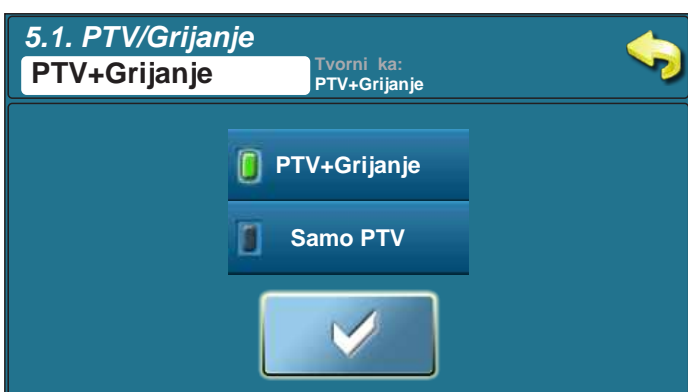 5.1. PTV/Grijanje
PTV+Grijanje
Tvorni ka:
PTV+Grijanje
PTV+Grijanje
Samo PTV